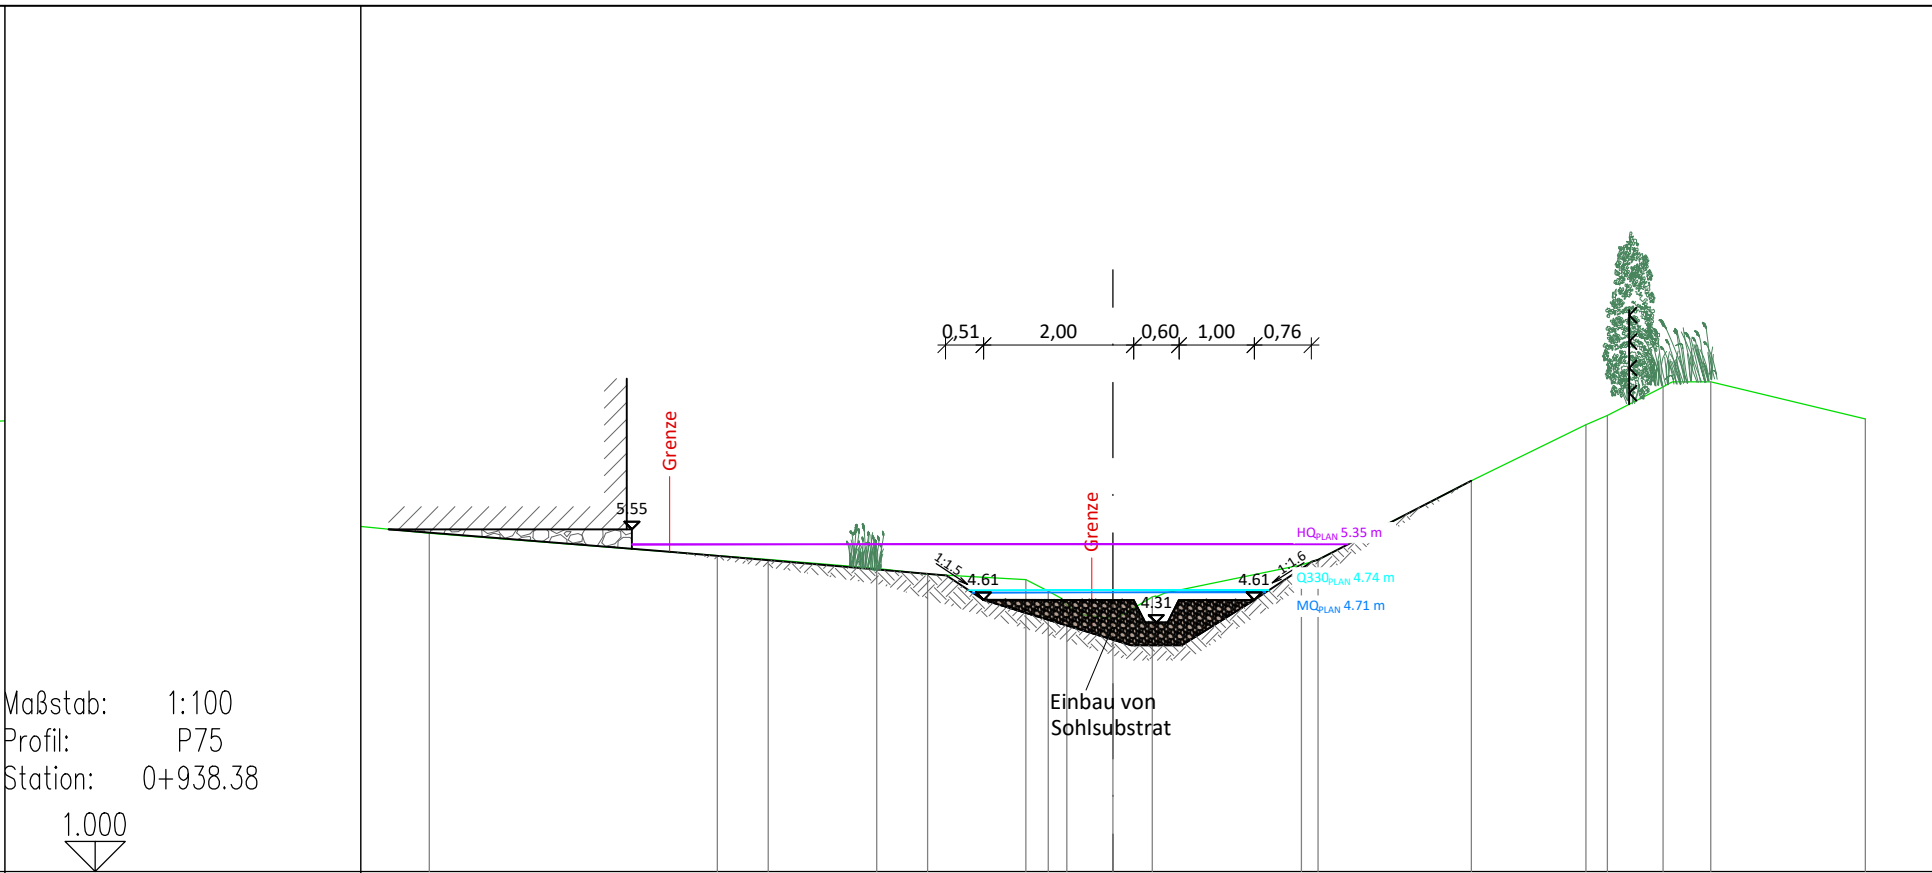 0,51 2,00 0,60 1,00 0,76
Grenze
5.55
Grenze
HQPLAN 5.35 m
1:1.5
4.61
4.61
1:1.6
Q330PLAN 4.74 m
4.31
MQPLAN 4.71 m
Einbau von
Sohlsubstrat
Maßstab: 1:100
Profil: P75
Station: 0+938.38
1.000